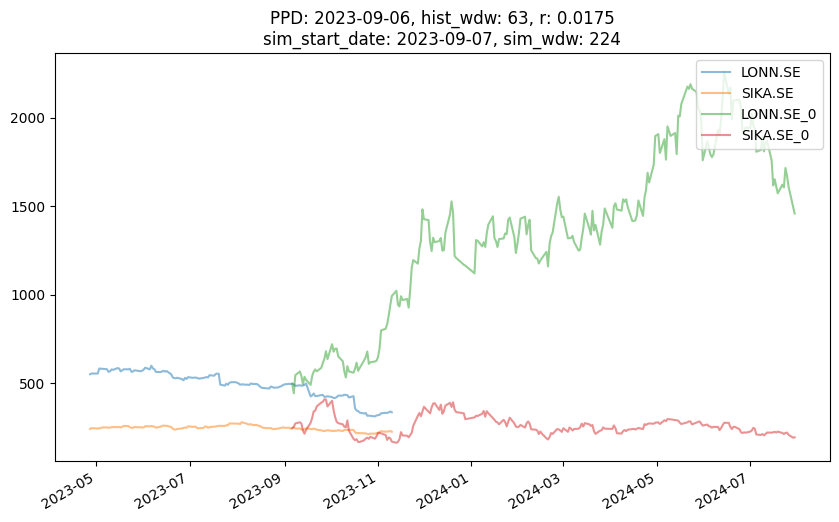 PPD: 2023-09-06, hist_wdw: 63, r: 0.0175
sim_start_date: 2023-09-07, sim_wdw: 224
LONN.SE
SIKA.SE
LONN.SE_0
SIKA.SE_0
2000
1500
1000
500
2023-05
2023-07
2023-09
2023-11
2024-01
2024-03
2024-05
2024-07